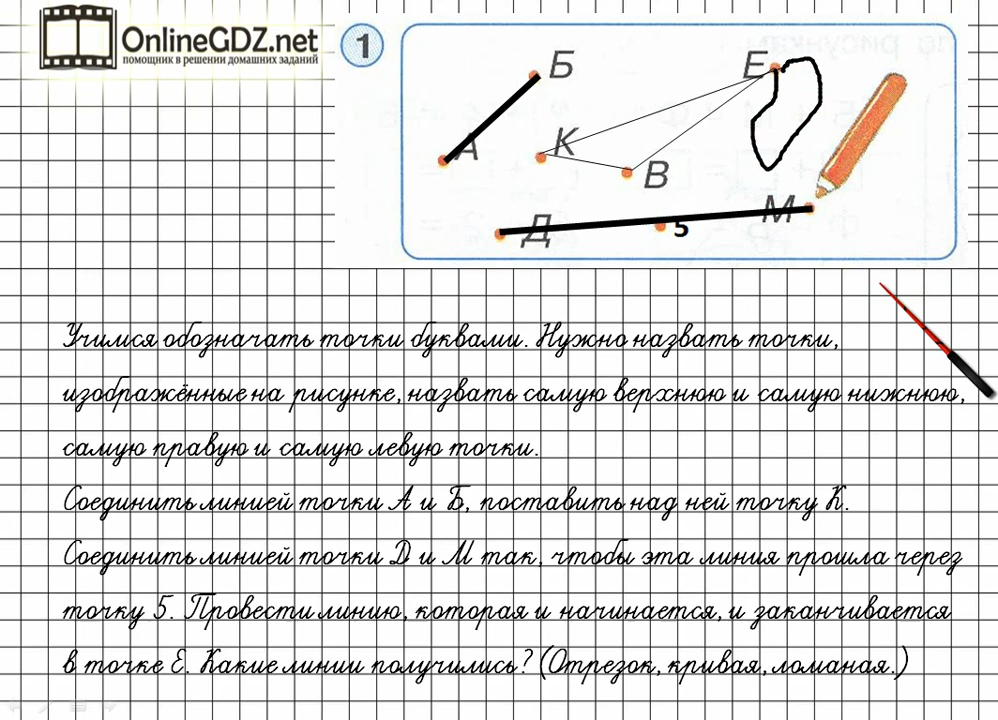 OnlineGDZ.net
помощник в решении домашних заданий
1
Б
Е
А
К
В
М
Д
5
Учимся обозначать точки буквами. Нужно назвать точки,
изображённые на рисунке, назвать самую верхнюю и самую нижнюю,
самую правую и самую левую точки.
Соединить линией точки А и Б, поставить над ней точку К.
Соединить линией точки Д и М так, чтобы эта линия прошла через
точку 5. Провести линию, которая и начинается, и заканчивается
в точке Е. Какие линии получились? (Отрезок, кривая, ломаная.)